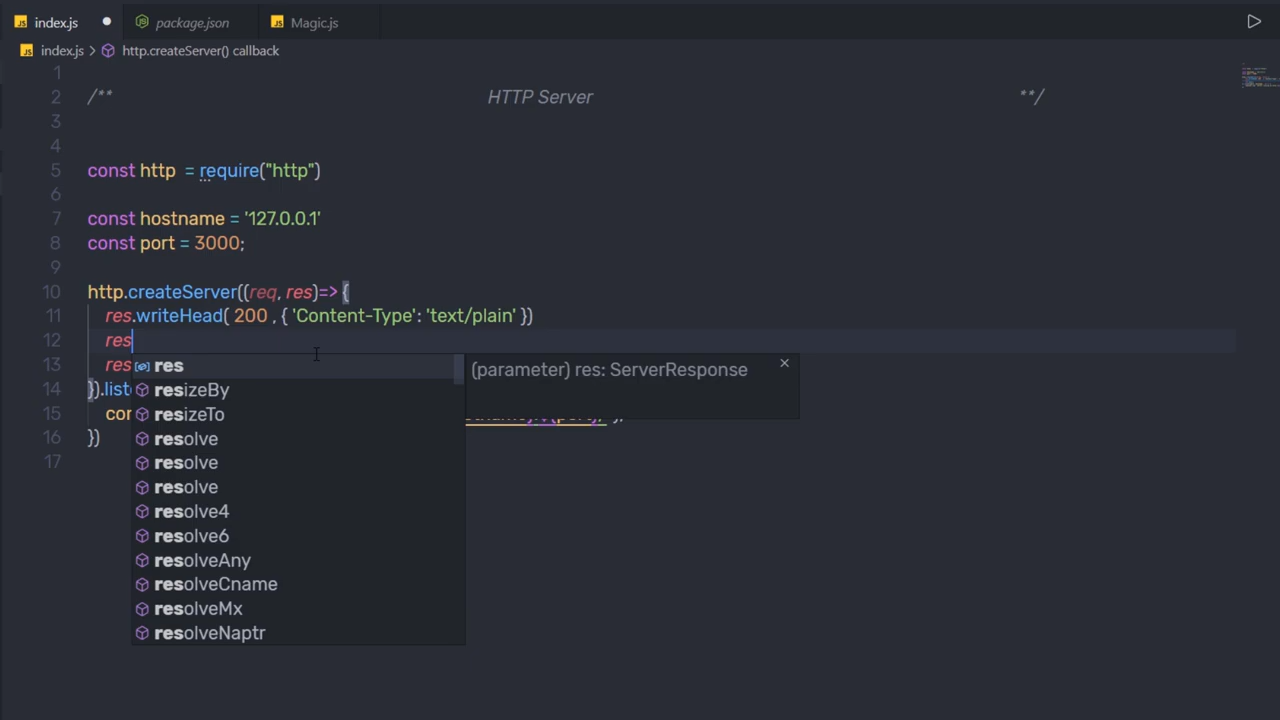 index.js
package.json
Magic.js
index.js > http.createServer() callback
1
2 /** HTTP Server **/
3
4
5 const http = require("http")
6
7 const hostname = '127.0.0.1'
8 const port = 3000;
9
10 http.createServer((req, res)=> {
11 res.writeHead( 200 , { 'Content-Type': 'text/plain' })
12 res
13 res
14 }).list
15 con
16 })
17
res
resizeBy
resizeTo
resolve
resolve
resolve
resolve4
resolve6
resolveAny
resolveCname
resolveMx
resolveNaptr
(parameter) res: ServerResponse